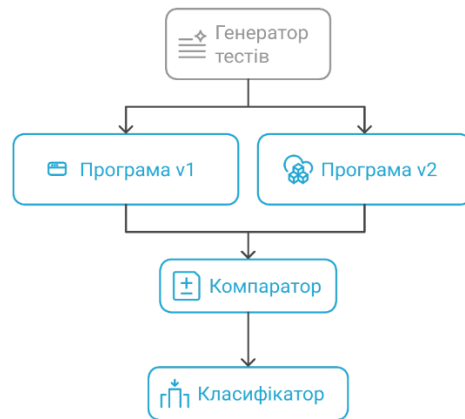 Генератор
тестів
Програма v1
Програма v2
Компаратор
Класифікатор